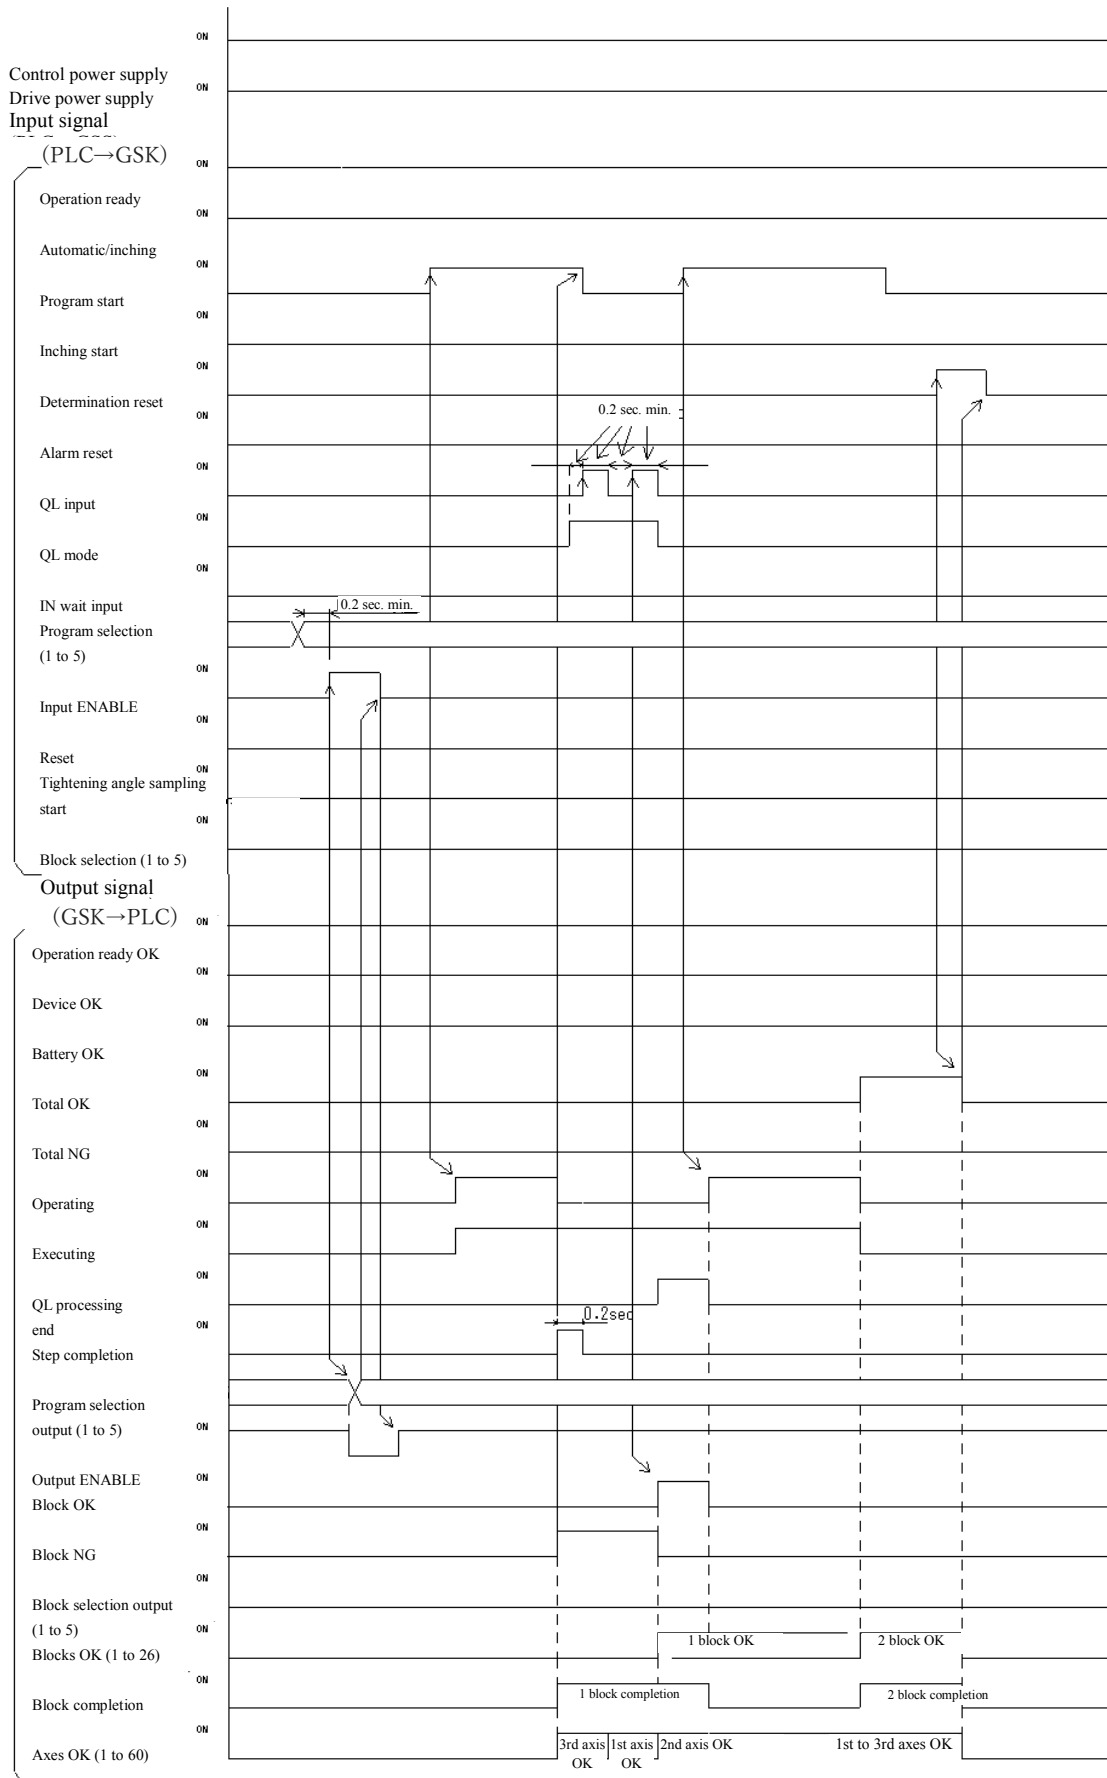 ON
Control power supply
ON
Drive power supply
Input signal
(PLC→GSK)
ON
Operation ready
ON
Automatic/inching
ON
Program start
ON
Inching start
ON
Determination reset
ON
0.2 sec. min.
Alarm reset
ON
QL input
ON
QL mode
ON
IN wait input
0.2 sec. min.
Program selection
(1 to 5)
ON
Input ENABLE
ON
Reset
ON
Tightening angle sampling
start
ON
Block selection (1 to 5)
Output signal
(GSK→PLC)
ON
Operation ready OK
ON
Device OK
ON
Battery OK
ON
Total OK
ON
Total NG
ON
Operating
ON
Executing
ON
QL processing
end
0.2sec
ON
Step completion
Program selection
output (1 to 5)
ON
Output ENABLE
ON
Block OK
ON
Block NG
ON
Block selection output
(1 to 5)
ON
Blocks OK (1 to 26)
1 block OK
2 block OK
ON
Block completion
1 block completion
2 block completion
ON
Axes OK (1 to 60)
3rd axis
OK
1st axis
OK
2nd axis OK
1st to 3rd axes OK